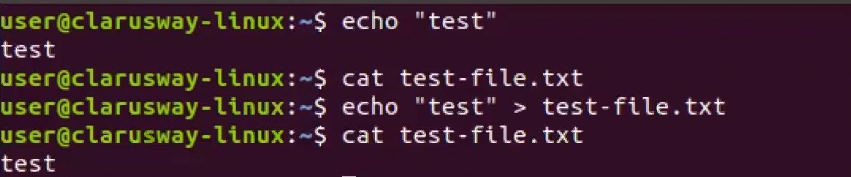 user@clarusway-linux:~$ echo "test"
test
user@clarusway-linux:~$ cat test-file.txt
user@clarusway-linux:~$ echo "test" > test-file.txt
user@clarusway-linux:~$ cat test-file.txt
test